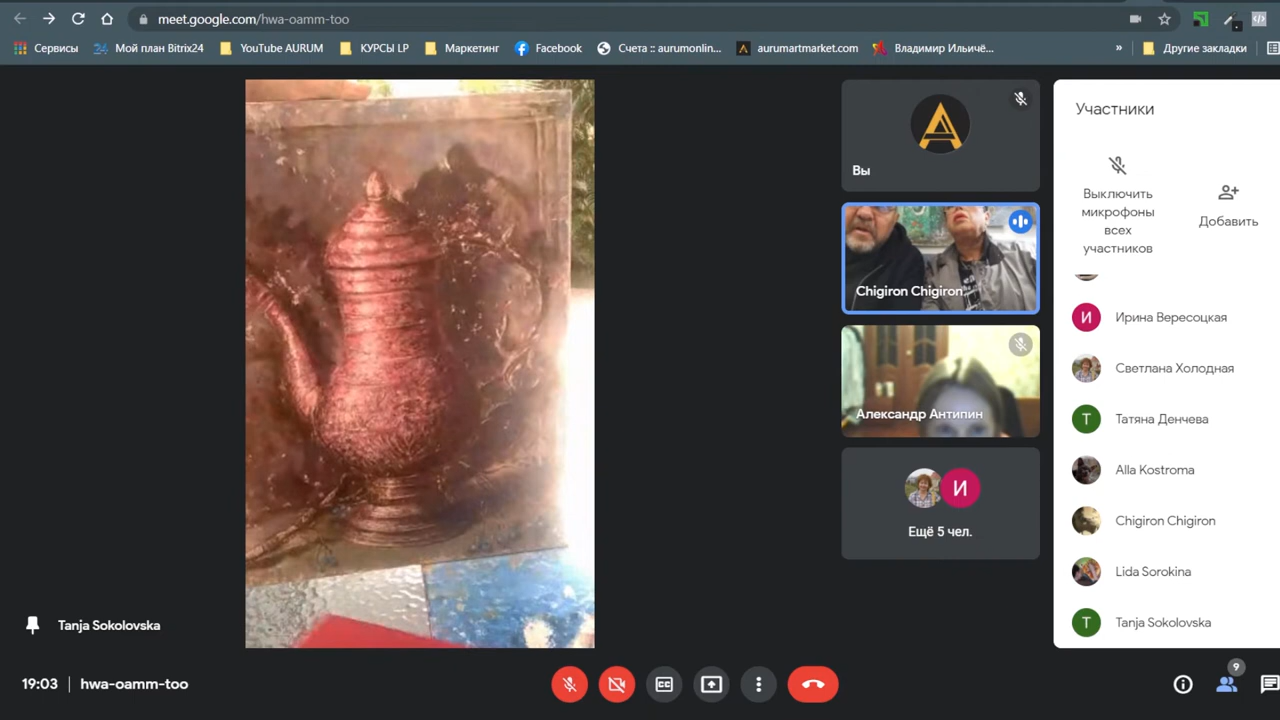 meet.google.com/hwa-oamm-too
Сервисы
24 Мой план Bitrix24
YouTube AURUM
КУРСЫ LP
Маркетинг
Facebook
Счета :: aurumonlin...
aurumartmarket.com
Владимир Ильичё...
»
Другие закладки
Вы
Chigiron Chigiron
Александр Антипин
И
Ещё 5 чел.
Участники
Выключить
микрофоны
всех
участников
Добавить
И Ирина Вересоцкая
Светлана Холодная
Т Татяна Денчева
Alla Kostroma
Chigiron Chigiron
Lida Sorokina
T Tanja Sokolovska
Tanja Sokolovska
19:03 | hwa-oamm-too
CC
9